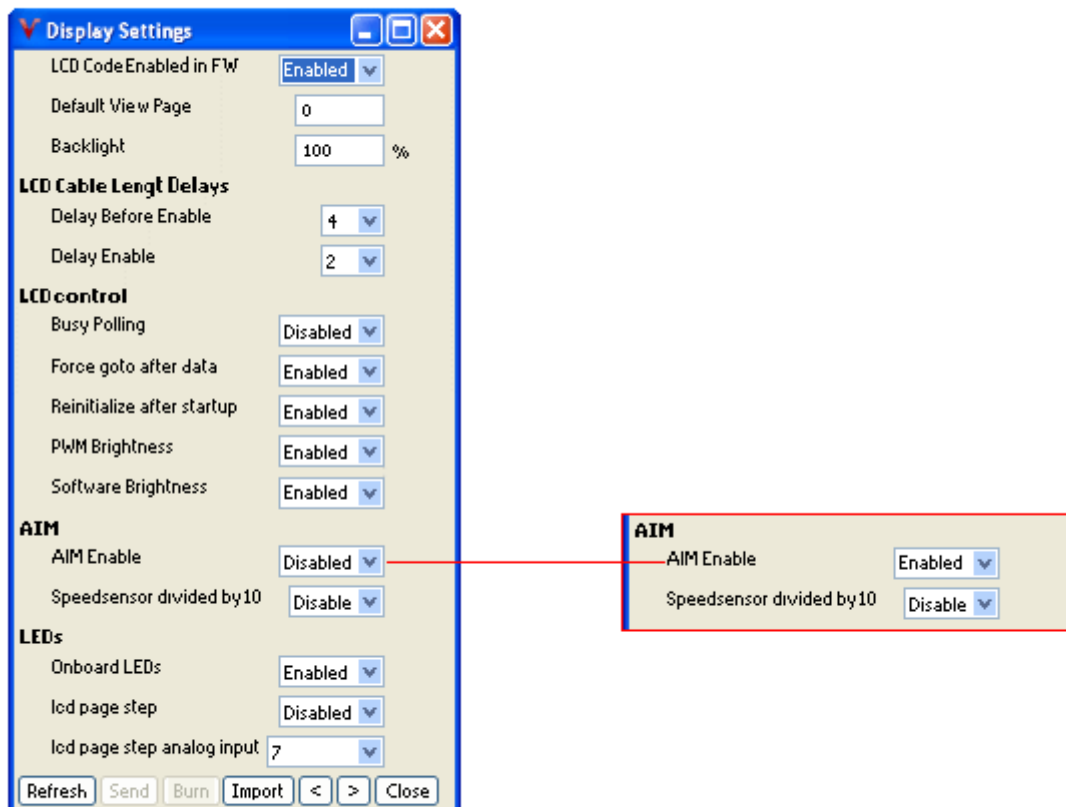 Display Settings
LCD Code Enabled in FW Enabled
Default View Page 0
Backlight 100 %
LCD Cable Lengt Delays
Delay Before Enable 4
Delay Enable 2
LCD control
Busy Polling Disabled
Force goto after data Enabled
Reinitialize after startup Enabled
PWM Brightness Enabled
Software Brightness Enabled
AIM
AIM Enable Disabled
Speedsensor divided by 10 Disable
LEDs
Onboard LEDs Enabled
lcd page step Disabled
lcd page step analog input 7
Refresh Send Burn Import < > Close
AIM
AIM Enable Enabled
Speedsensor divided by 10 Disable